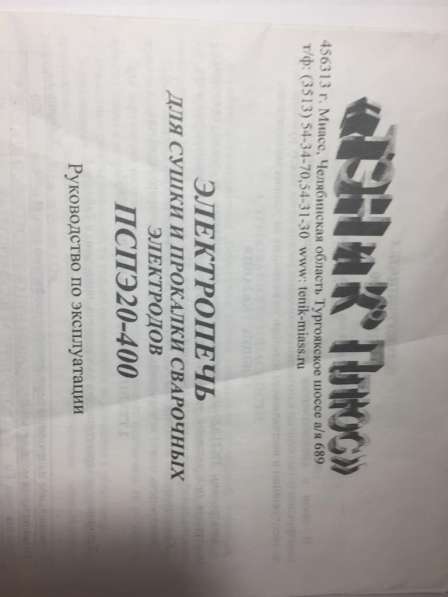 «ТЭНиК Плюс»
456313 г. Миасс, Челябинская область Тургоякское шоссе а/я 689
т/ф: (3513) 54-34-70,54-31-30 www: tenik-miass.ru
ЭЛЕКТРОПЕЧЬ
ДЛЯ СУШКИ И ПРОКАЛКИ СВАРОЧНЫХ
ЭЛЕКТРОДОВ
ПСПЭ20-400
Руководство по эксплуатации